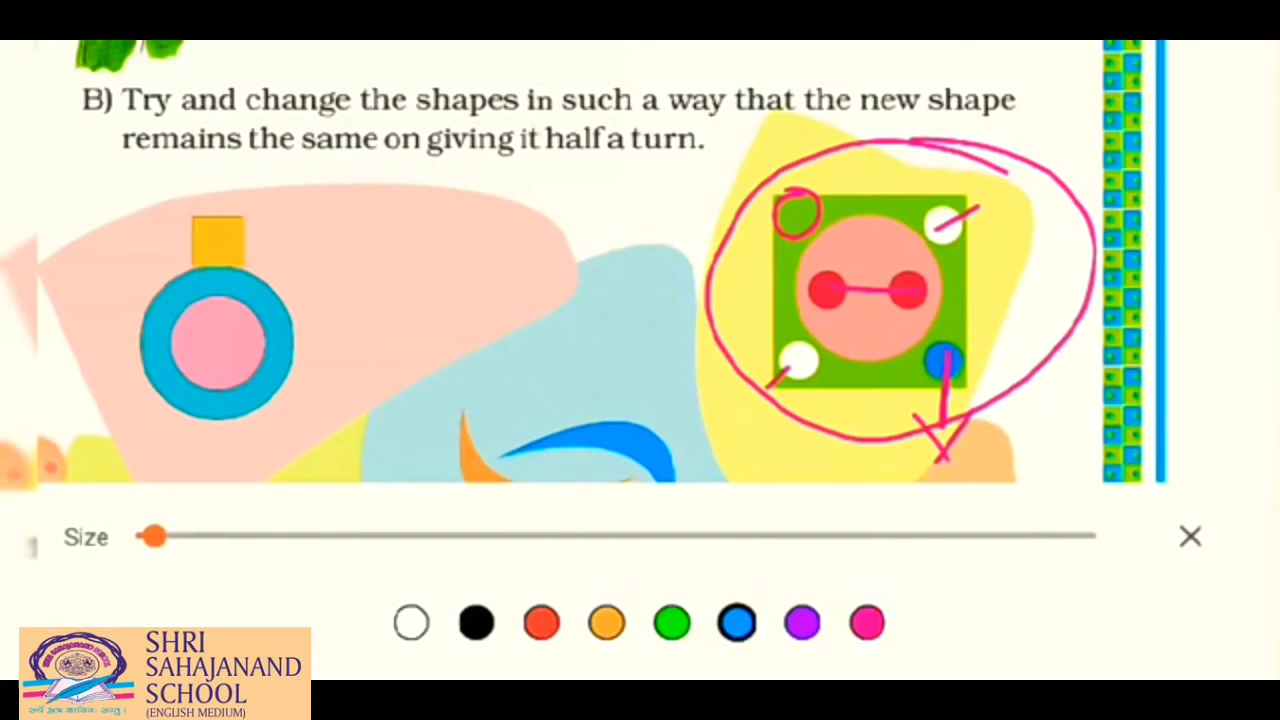 B) Try and change the shapes in such a way that the new shape
remains the same on giving it half a turn.
Size
SHRI
SAHAJANAND
SCHOOL
(ENGLISH MEDIUM)